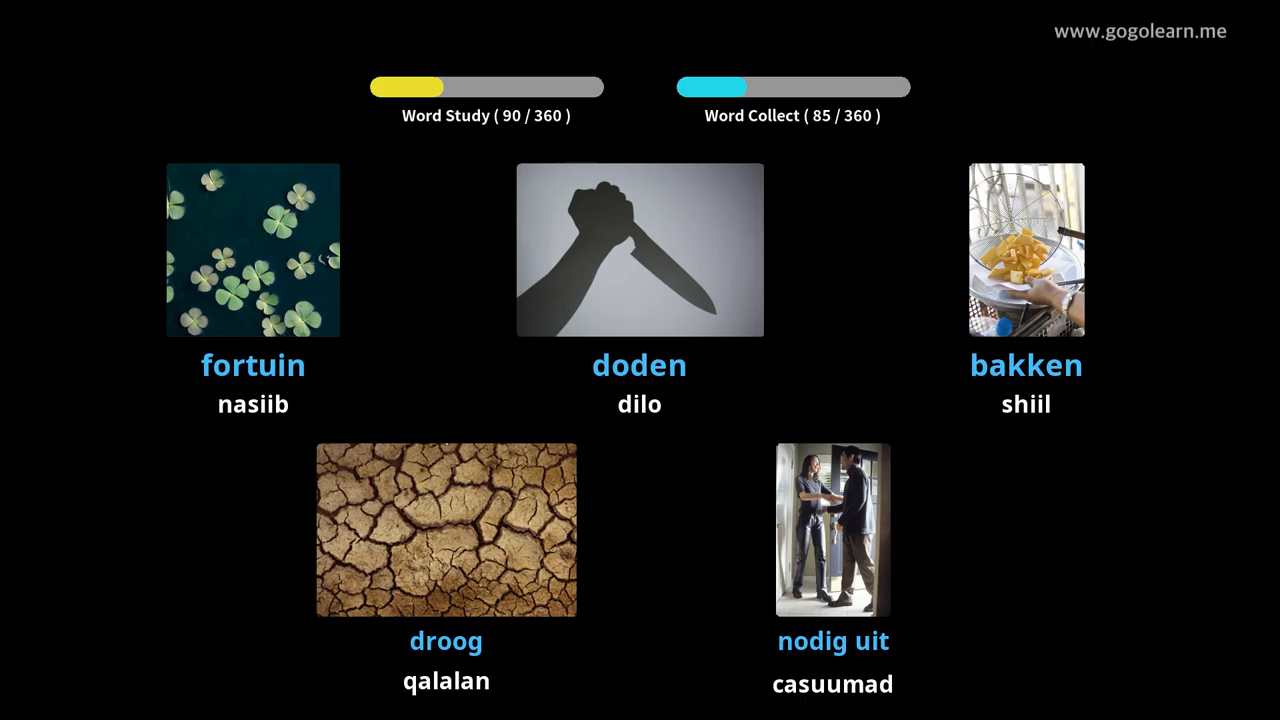 www.gogolearn.me
Word Study ( 90 / 360 )
Word Collect ( 85 / 360 )
fortuin
doden
bakken
nasiib
dilo
shiil
droog
nodig uit
qalalan
casuumad